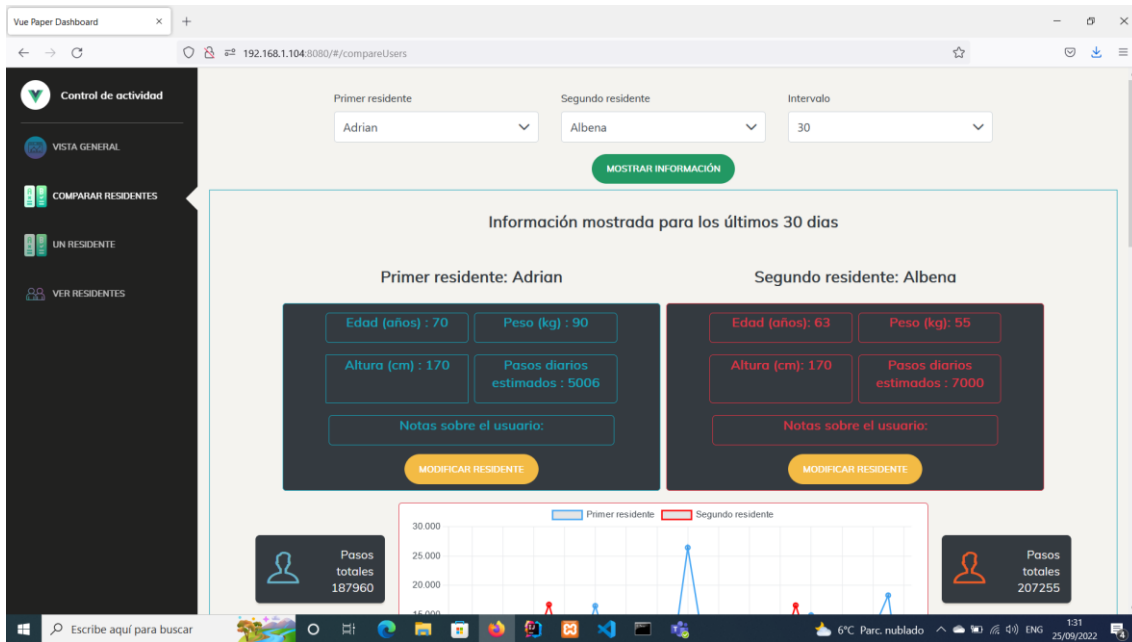 Vue Paper Dashboard
192.168.1.104:8080/#/compareUsers
Control de actividad
VISTA GENERAL
COMPARAR RESIDENTES
UN RESIDENTE
VER RESIDENTES
Primer residente
Segundo residente
Intervalo
Adrian
Albena
30
MOSTRAR INFORMACIÓN
Información mostrada para los últimos 30 dias
Primer residente: Adrian
Segundo residente: Albena
Edad (años) : 70
Peso (kg) : 90
Altura (cm) : 170
Pasos diarios
estimados : 5006
Notas sobre el usuario:
MODIFICAR RESIDENTE
Edad (años): 63
Peso (kg): 55
Altura (cm): 170
Pasos diarios
estimados : 7000
Notas sobre el usuario:
MODIFICAR RESIDENTE
Pasos
totales
187960
Primer residente
Segundo residente
30.000
25.000
20.000
15.000
Pasos
totales
207255
Escribe aquí para buscar
6°C Parc. nublado
ENG
1:31
25/09/2022